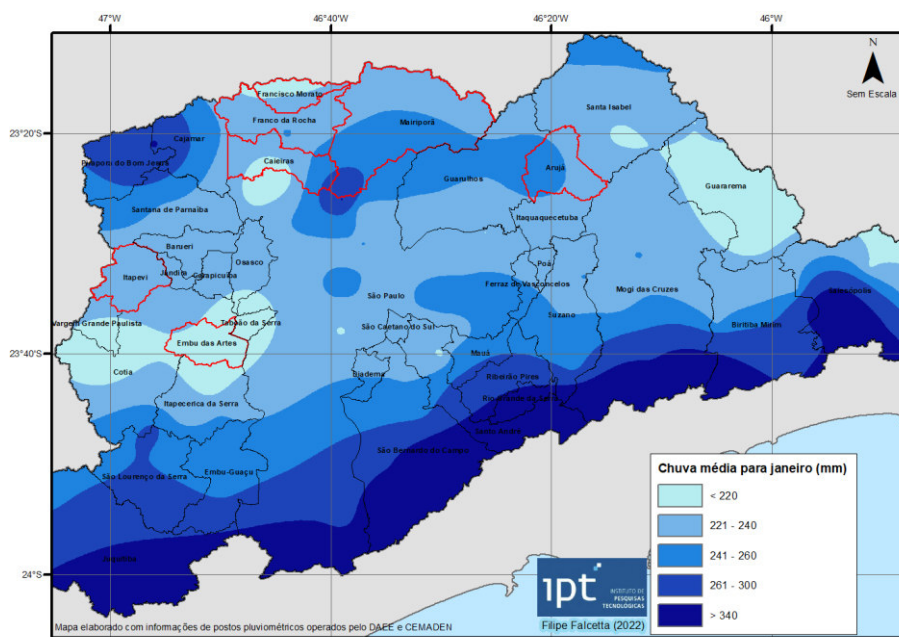 47°W
46°40'W
46°20'W
46°W
N
Sem Escala
23°20'S
23°40'S
24°S
Francisco Morato
Franco da Rocha
Mairiporã
Santa Isabel
Cajamar
Pirapora do Bom Jesus
Caieiras
Guarulhos
Arujá
Guararema
Santana de Parnaíba
Itaquaquecetuba
Barueri
Osasco
Itapevi
Jandira
Carapicuíba
Poá
Ferraz de Vasconcelos
Mogi das Cruzes
Salesópolis
São Paulo
Suzano
Biritiba Mirim
Vargem Grande Paulista
Taboão da Serra
São Caetano do Sul
Embu das Artes
Mauá
Cotia
Diadema
Ribeirão Pires
Itapecerica da Serra
Rio Grande da Serra
Santo André
São Bernardo do Campo
São Lourenço da Serra
Embu-Guaçu
Juquitiba
Chuva média para janeiro (mm)
< 220
221 - 240
241 - 260
261 - 300
> 340
ipt
INSTITUTO DE
PESQUISAS
TECNOLÓGICAS
Filipe Falcetta (2022)
Mapa elaborado com informações de postos pluviométricos operados pelo DAEE e CEMADEN